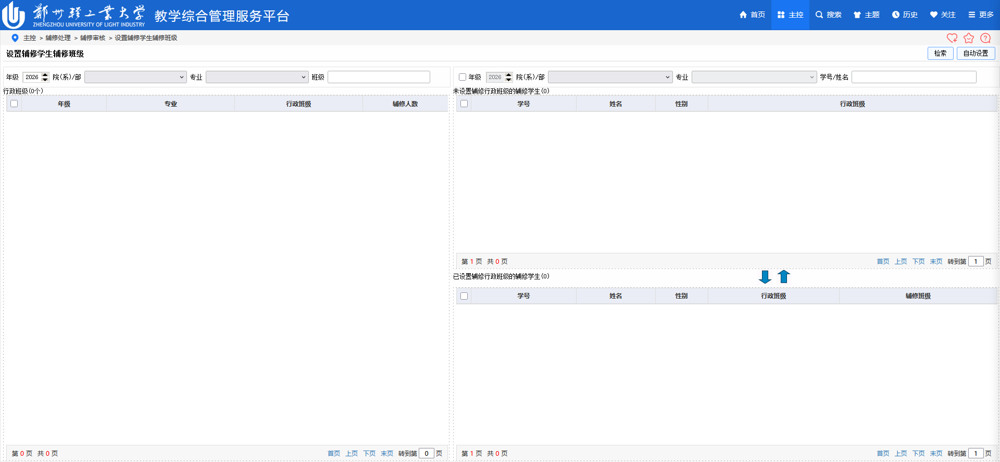 郑州轻工业大学 教学综合管理服务平台
ZHENGZHOU UNIVERSITY OF LIGHT INDUSTRY
首页 主控 搜索 主题 历史 关注 更多
主控 > 辅修处理 > 辅修审核 > 设置辅修学生辅修班级
设置辅修学生辅修班级
检索 自动设置
年级 2026 院(系)/部 专业 班级
年级 2026 院(系)/部 专业 学号/姓名
行政班级(0个)
年级 专业 行政班级 辅修人数
第 0 页 共 0 页 首页 上页 下页 末页 转到第 0 页
未设置辅修行政班级的辅修学生(0)
学号 姓名 性别 行政班级
第 1 页 共 0 页 首页 上页 下页 末页 转到第 1 页
已设置辅修行政班级的辅修学生(0)
学号 姓名 性别 行政班级 辅修班级
第 1 页 共 0 页 首页 上页 下页 末页 转到第 1 页